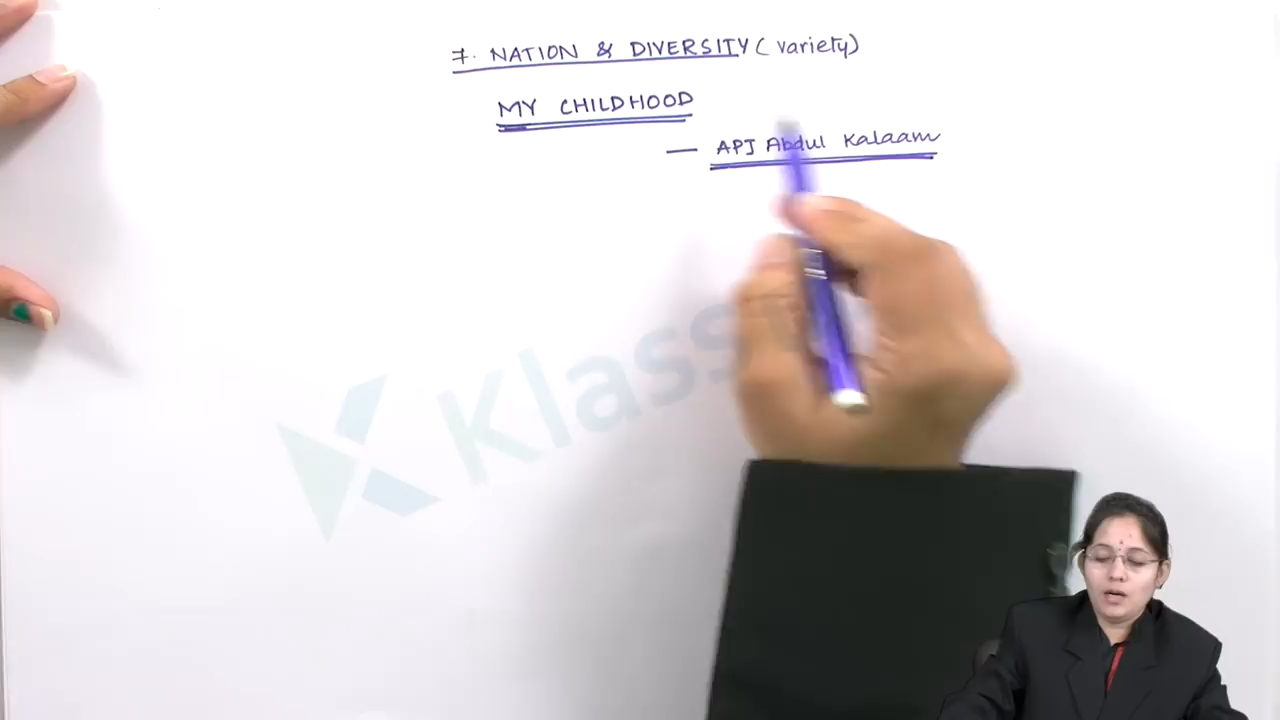 7. NATION & DIVERSITY (variety)
MY CHILDHOOD
— APJ Abdul Kalaam
Klass